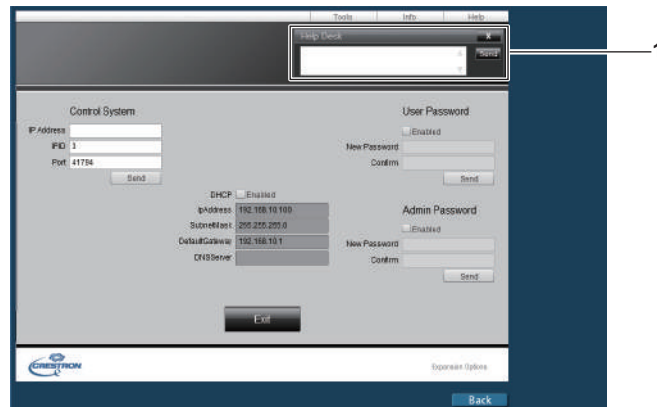 Tools Info Help
Help Desk X
Send
1
Control System
IP Address
IPID 3
Port 41794
Send
User Password
Enabled
New Password
Confirm
Send
DHCP Enabled
IpAddress 192.168.10.100
SubnetMask 255.255.255.0
DefaultGateway 192.168.10.1
DNSServer
Admin Password
Enabled
New Password
Confirm
Send
Exit
CRESTRON
Expansion Options
Back